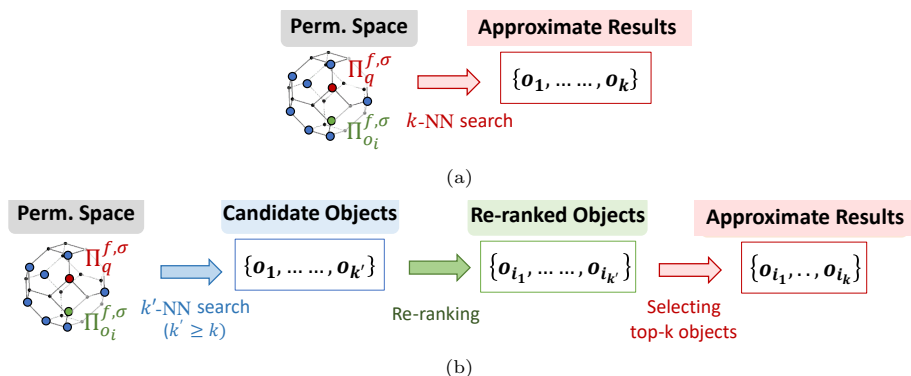 Perm. Space Approximate Results
Π_q^{f,σ} {o_1, ... ..., o_k}
Π_{o_i}^{f,σ} k-NN search
(a)
Perm. Space Candidate Objects Re-ranked Objects Approximate Results
Π_q^{f,σ} {o_1, ... ..., o_{k'}} {o_{i_1}, ... ..., o_{i_{k'}}} {o_{i_1}, . . , o_{i_k}}
Π_{o_i}^{f,σ} k'-NN search Re-ranking Selecting
(k' ≥ k) top-k objects
(b)